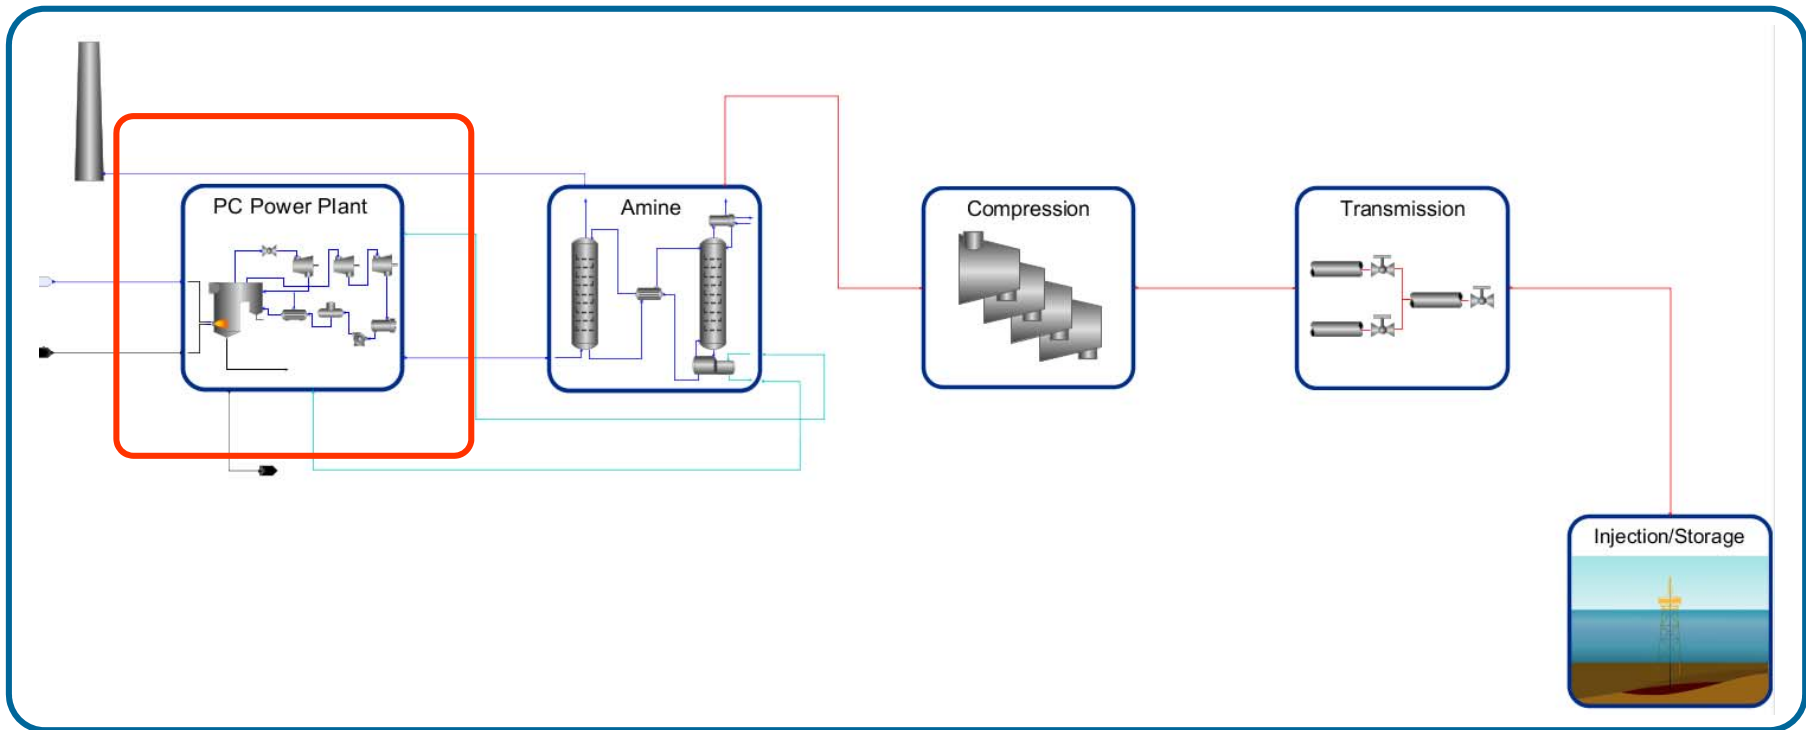 PC Power Plant
Amine
Compression
Transmission
Injection/Storage